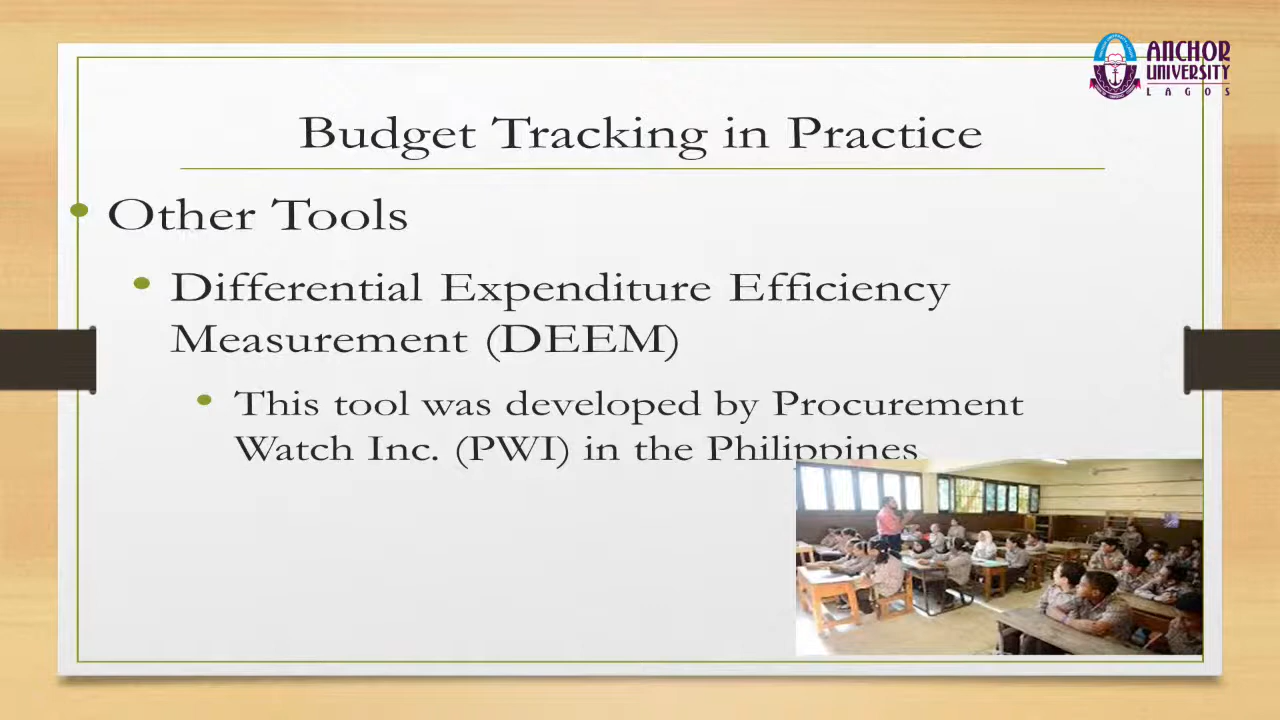 ANCHOR
UNIVERSITY
LAGOS
Budget Tracking in Practice
• Other Tools
• Differential Expenditure Efficiency
Measurement (DEEM)
• This tool was developed by Procurement
Watch Inc. (PWI) in the Philippines